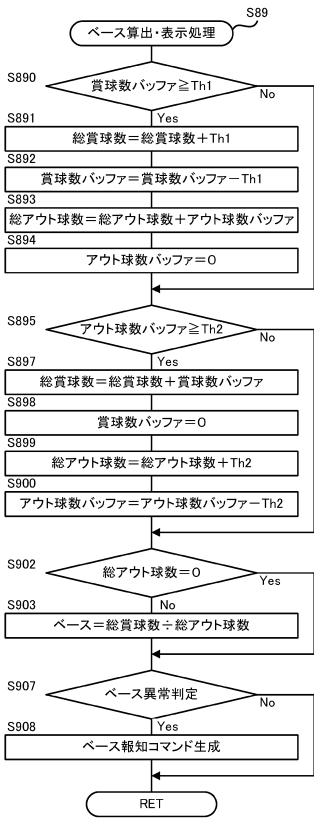 S89
ベース算出・表示処理
S890
賞球数バッファ≧Th1
No
Yes
S891
総賞球数＝総賞球数＋Th1
S892
賞球数バッファ＝賞球数バッファ－Th1
S893
総アウト球数＝総アウト球数＋アウト球数バッファ
S894
アウト球数バッファ＝0
S895
アウト球数バッファ≧Th2
No
Yes
S897
総賞球数＝総賞球数＋賞球数バッファ
S898
賞球数バッファ＝0
S899
総アウト球数＝総アウト球数＋Th2
S900
アウト球数バッファ＝アウト球数バッファ－Th2
S902
総アウト球数＝0
Yes
No
S903
ベース＝総賞球数÷総アウト球数
S907
ベース異常判定
No
Yes
S908
ベース報知コマンド生成
RET